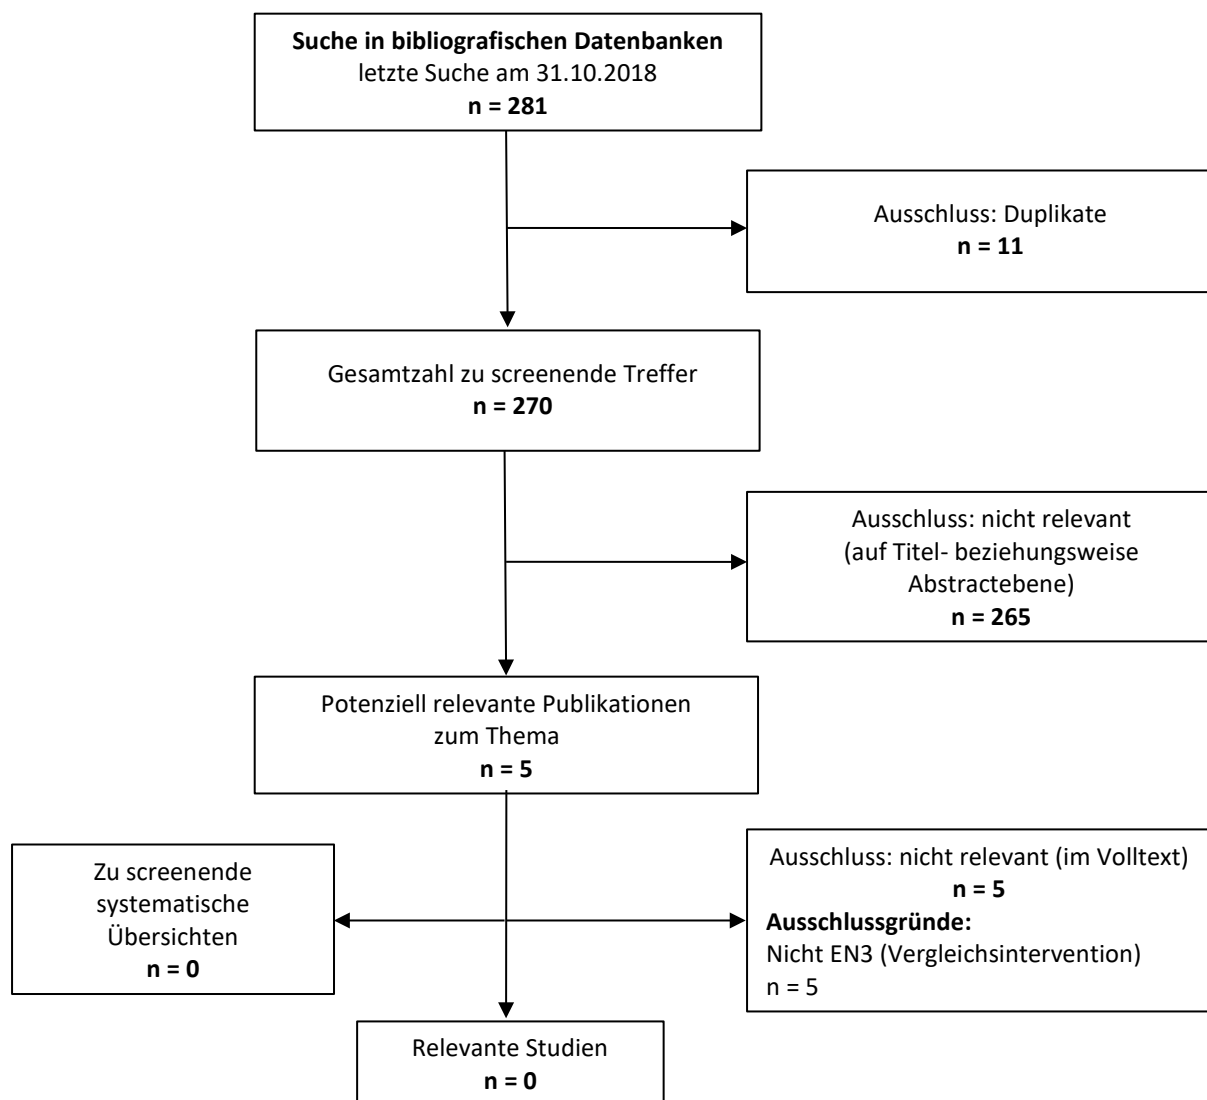 Suche in bibliografischen Datenbanken
letzte Suche am 31.10.2018
n = 281
Ausschluss: Duplikate
n = 11
Gesamtzahl zu screenende Treffer
n = 270
Ausschluss: nicht relevant
(auf Titel- beziehungsweise
Abstractebene)
n = 265
Potenziell relevante Publikationen
zum Thema
n = 5
Zu screenende
systematische
Übersichten
n = 0
Ausschluss: nicht relevant (im Volltext)
n = 5
Ausschlussgründe:
Nicht EN3 (Vergleichsintervention)
n = 5
Relevante Studien
n = 0